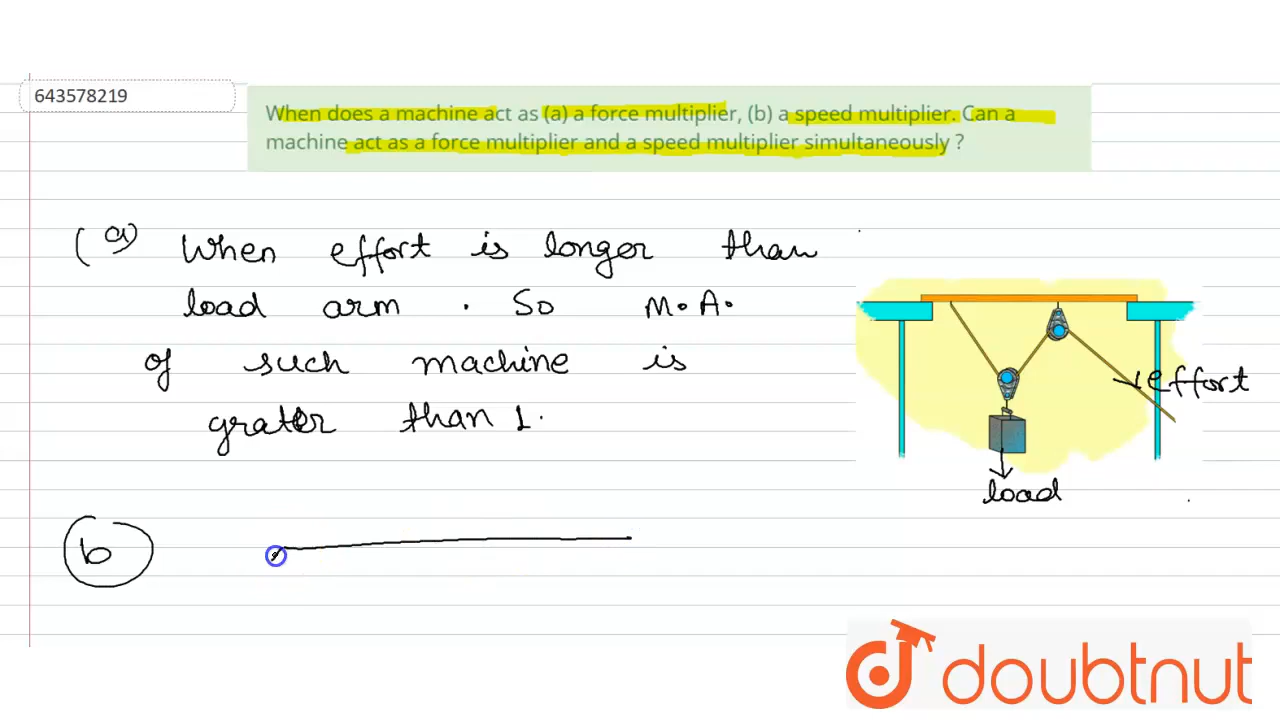 643578219
When does a machine act as (a) a force multiplier, (b) a speed multiplier. Can a
machine act as a force multiplier and a speed multiplier simultaneously ?
(a) When effort is longer than
load arm . So M.A.
of such machine is
grater than 1.
effort
load
b
doubtnut